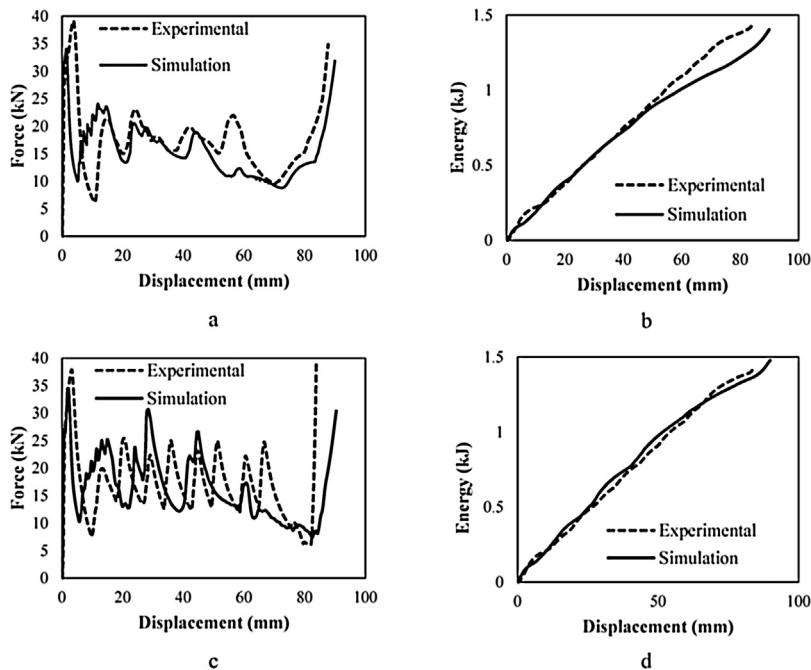 40
35
30
25
20
15
10
5
0
Force (kN)
Experimental
Simulation
0 20 40 60 80 100
Displacement (mm)
a
1.5
1
0.5
0
Energy (kJ)
Experimental
Simulation
0 20 40 60 80 100
Displacement (mm)
b
40
35
30
25
20
15
10
5
0
Force (kN)
Experimental
Simulation
0 20 40 60 80 100
Displacement (mm)
c
1.5
1
0.5
0
Energy (kJ)
Experimental
Simulation
0 50 100
Displacement (mm)
d